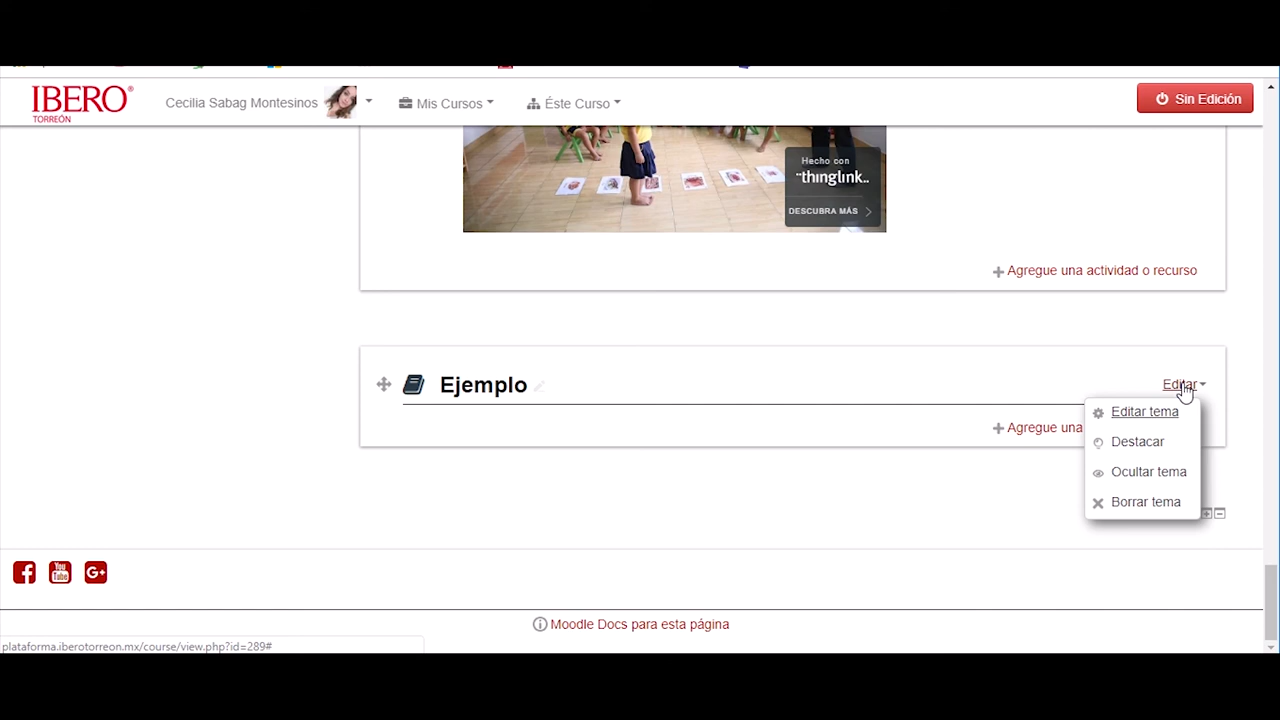 IBERO®
TORREÓN
Cecilia Sabag Montesinos
Mis Cursos
Éste Curso
Sin Edición
Hecho con
"thinglink..
DESCUBRA MÁS
Agregue una actividad o recurso
Ejemplo
Editar
Editar tema
Agregue una
Destacar
Ocultar tema
Borrar tema
You
Tube
G+
Moodle Docs para esta página
plataforma.iberotorreon.mx/course/view.php?id=289#